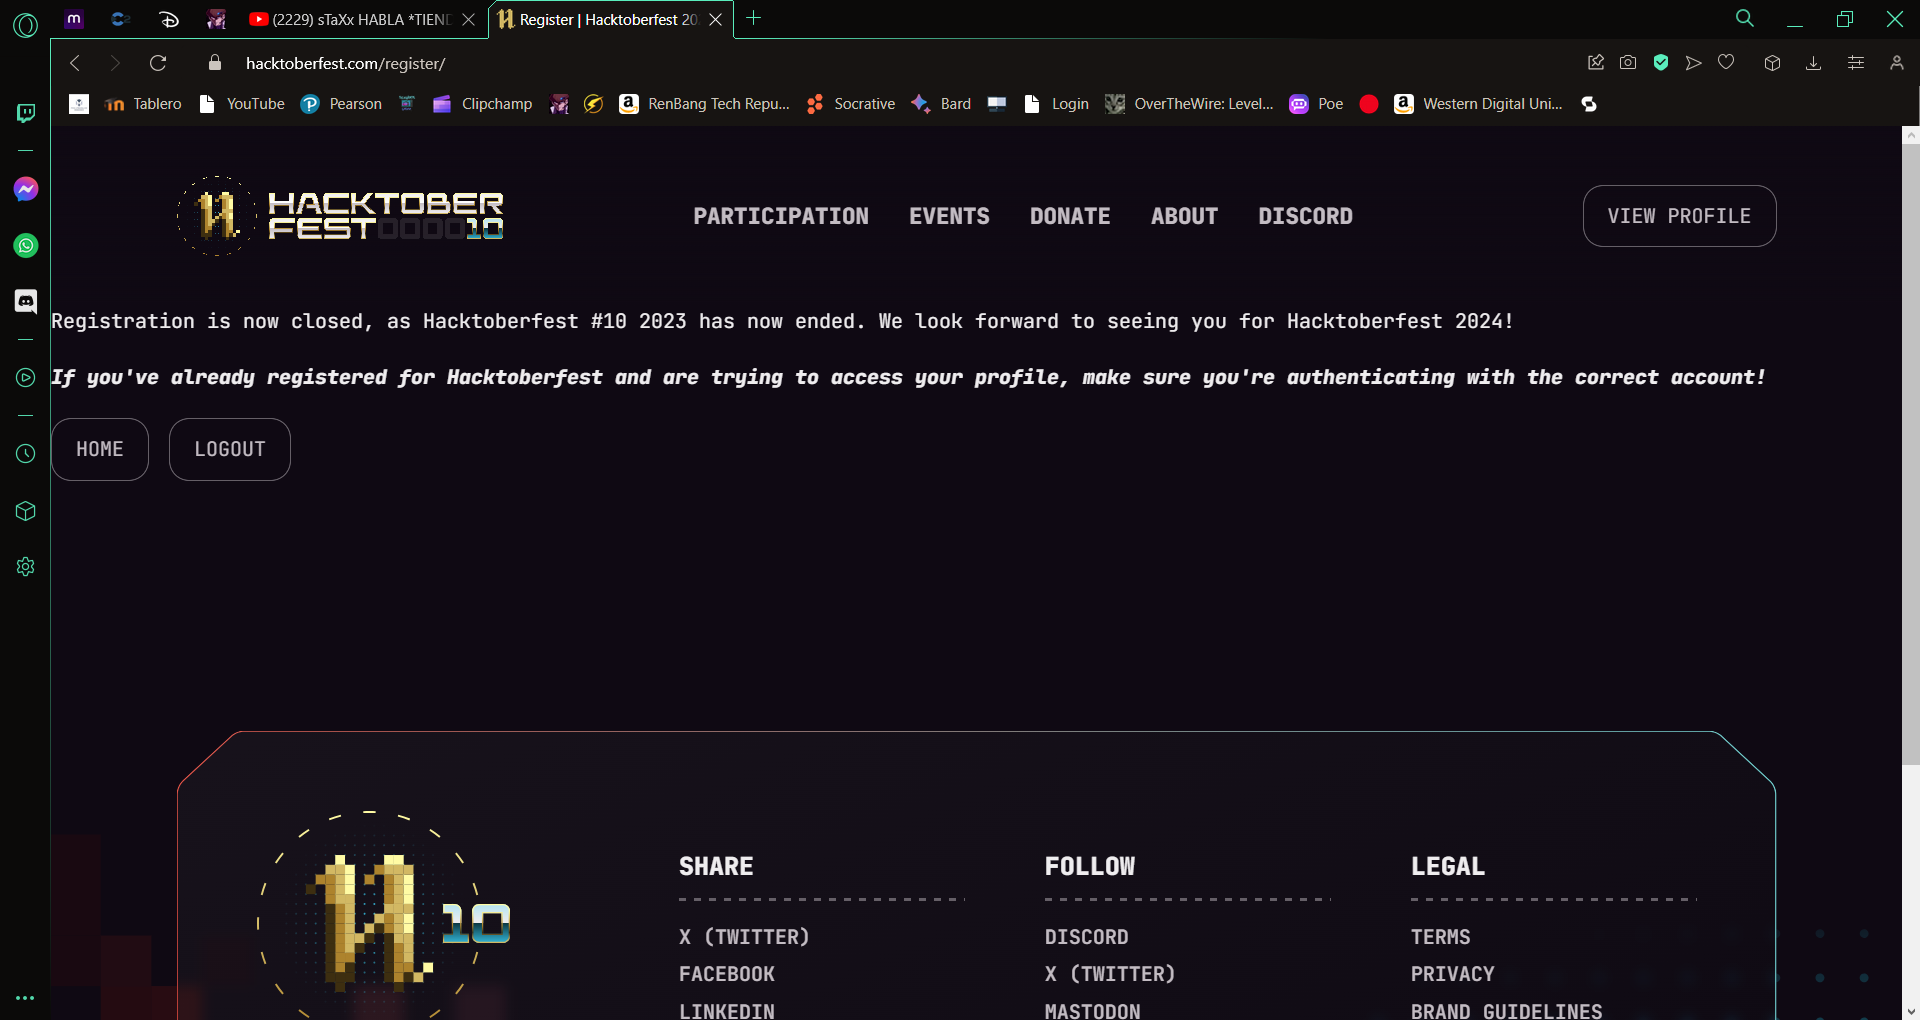 (2229) sTaXx HABLA *TIEND
Register | Hacktoberfest 20
hacktoberfest.com/register/
Tablero
YouTube
Pearson
Clipchamp
RenBang Tech Repu...
Socrative
Bard
Login
OverTheWire: Level...
Poe
Western Digital Uni...
HACKTOBER
FEST000010
PARTICIPATION
EVENTS
DONATE
ABOUT
DISCORD
VIEW PROFILE
Registration is now closed, as Hacktoberfest #10 2023 has now ended. We look forward to seeing you for Hacktoberfest 2024!
If you've already registered for Hacktoberfest and are trying to access your profile, make sure you're authenticating with the correct account!
HOME
LOGOUT
10
SHARE
FOLLOW
LEGAL
X (TWITTER)
DISCORD
TERMS
FACEBOOK
X (TWITTER)
PRIVACY
LINKEDIN
MASTODON
BRAND GUIDELINES